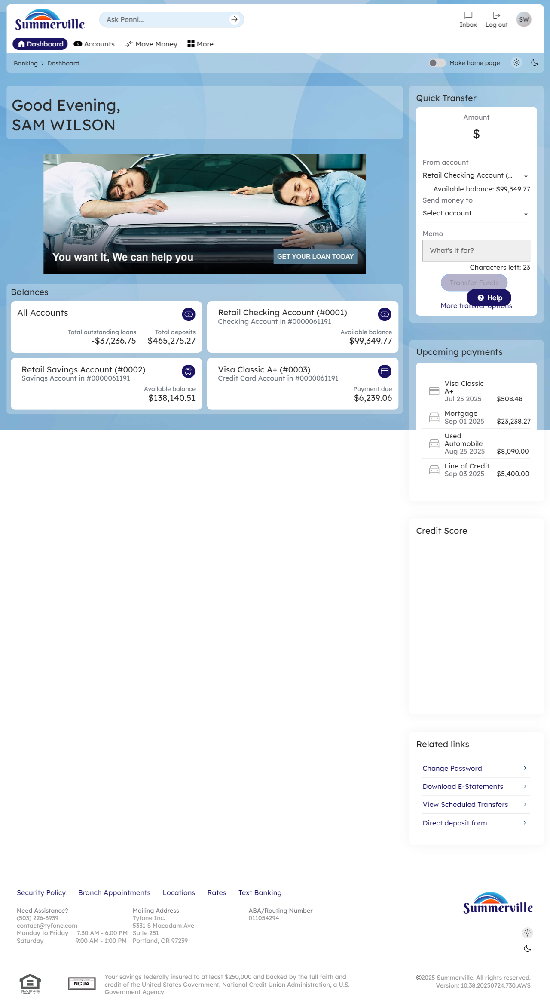 Summerville
Ask Penni...
Inbox
Log out
SW
Dashboard
Accounts
Move Money
More
Banking
Dashboard
Make home page
Good Evening,
SAM WILSON
You want it, We can help you
GET YOUR LOAN TODAY
Balances
All Accounts
Total outstanding loans
-$37,236.75
Total deposits
$465,275.27
Retail Checking Account (#0001)
Checking Account in #0000061191
Available balance
$99,349.77
Retail Savings Account (#0002)
Savings Account in #0000061191
Available balance
$138,140.51
Visa Classic A+ (#0003)
Credit Card Account in #0000061191
Payment due
$6,239.06
Quick Transfer
Amount
$
From account
Retail Checking Account (...
Available balance: $99,349.77
Send money to
Select account
Memo
What's it for?
Characters left: 23
Transfer Funds
Help
More transfer options
Upcoming payments
Visa Classic
A+
Jul 25 2025
$508.48
Mortgage
Sep 01 2025
$23,238.27
Used
Automobile
Aug 25 2025
$8,090.00
Line of Credit
Sep 03 2025
$5,400.00
Credit Score
Related links
Change Password
Download E-Statements
View Scheduled Transfers
Direct deposit form
Security Policy
Branch Appointments
Locations
Rates
Text Banking
Need Assistance?
(503) 226-3939
contact@tyfone.com
Monday to Friday 7:30 AM - 6:00 PM
Saturday 9:00 AM - 1:00 PM
Mailing Address
Tyfone Inc.
5331 S Macadam Ave
Suite 251
Portland, OR 97239
ABA/Routing Number
011054294
Summerville
EQUAL HOUSING
OPPORTUNITY
NCUA
Your savings federally insured to at least $250,000 and backed by the full faith and
credit of the United States Government. National Credit Union Administration, a U.S.
Government Agency
©2025 Summerville. All rights reserved.
Version: 10.38.20250724.730.AWS